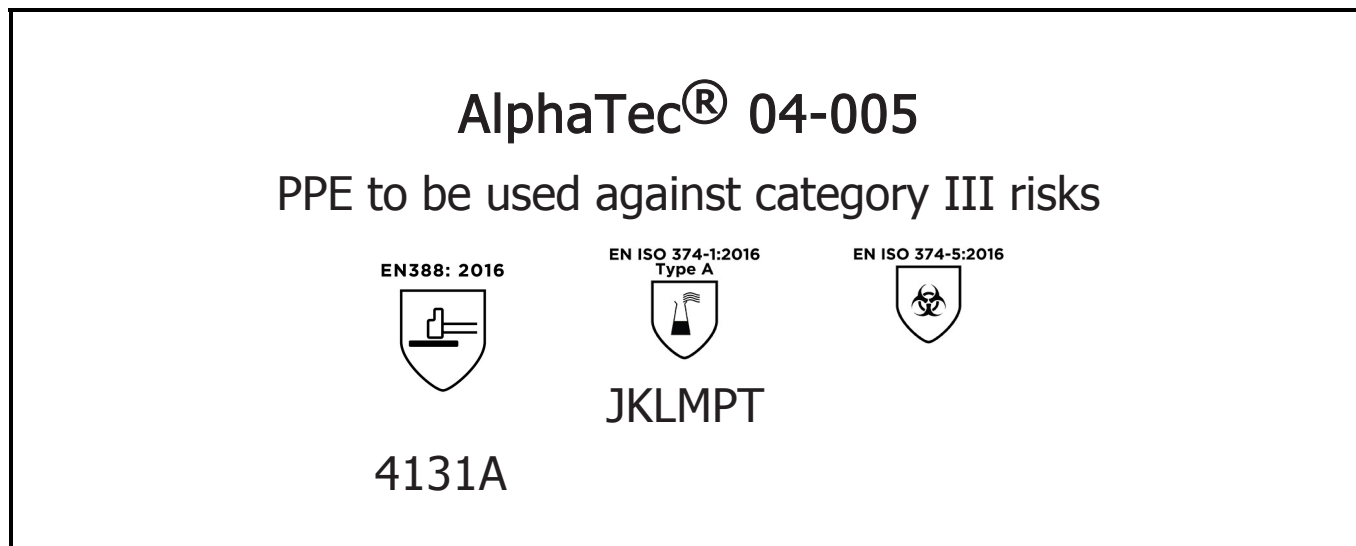 AlphaTec® 04-005
PPE to be used against category III risks
EN388: 2016
EN ISO 374-1:2016
Type A
EN ISO 374-5:2016
JKLMPT
4131A